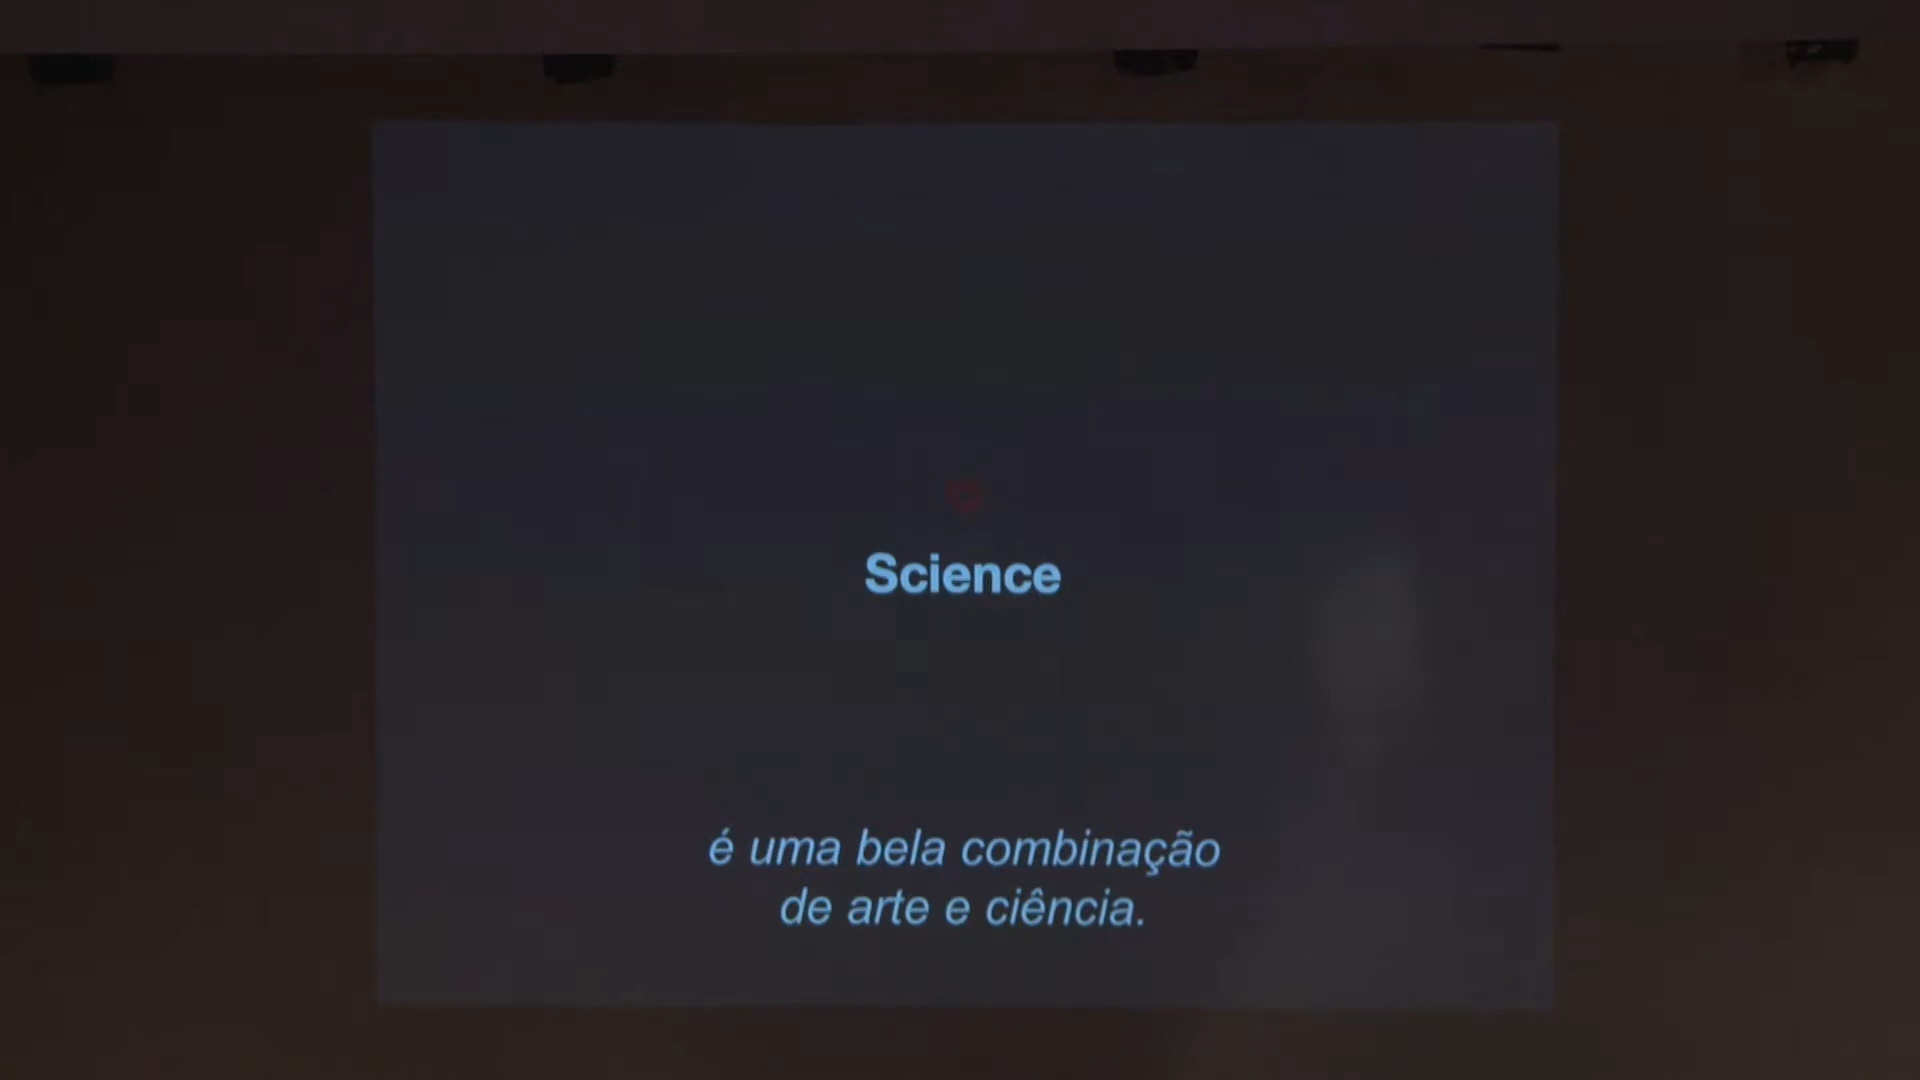 Science
é uma bela combinação
de arte e ciência.